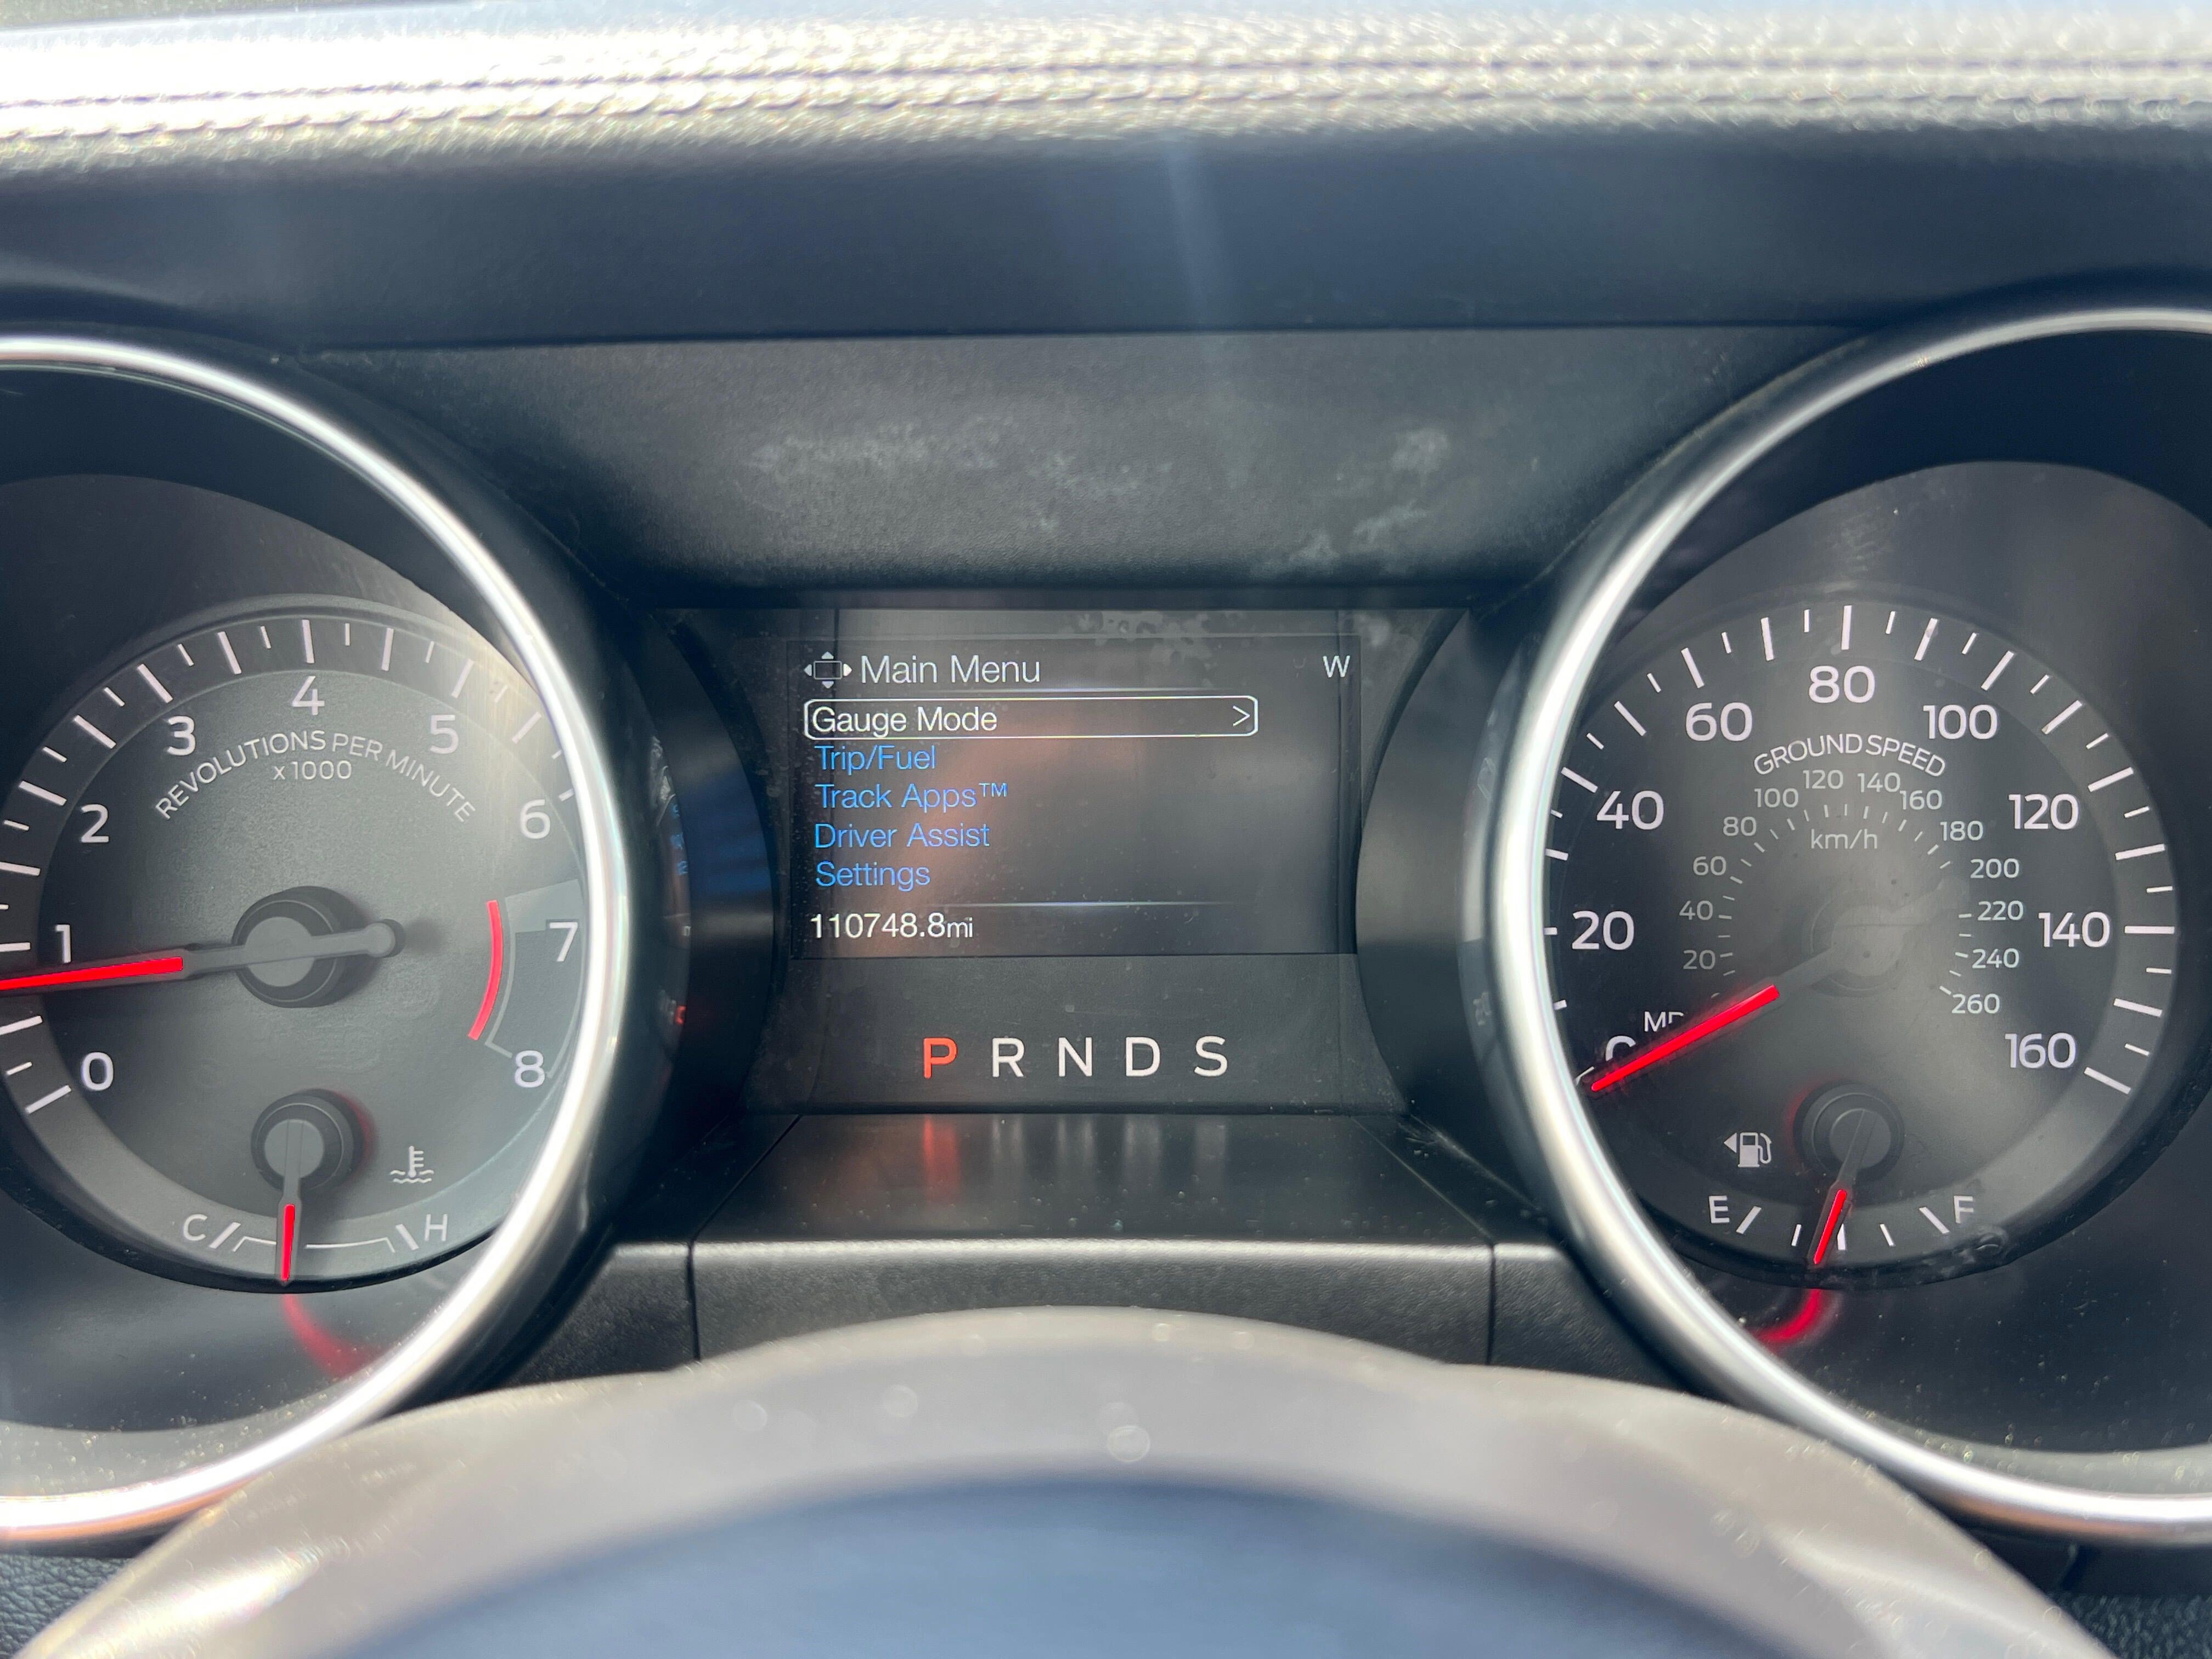 Main Menu W
Gauge Mode >
Trip/Fuel
Track Apps™
Driver Assist
Settings
110748.8mi
P R N D S
0 1 2 3 4 5 6 7 8
REVOLUTIONS PER MINUTE
x1000
C H
0 20 40 60 80 100 120 140 160
GROUND SPEED
20 40 60 80 100 120 140 160 180 200 220 240 260
km/h
E F